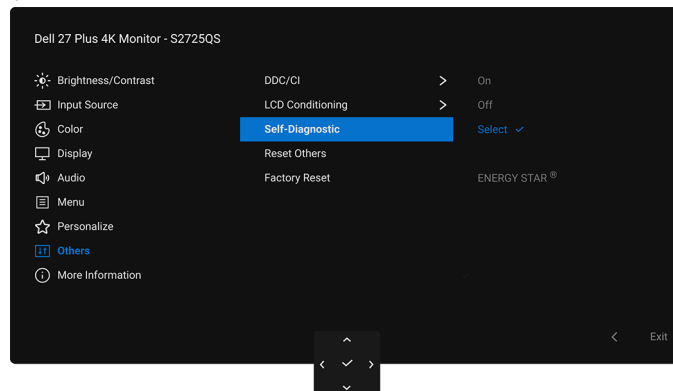 Dell 27 Plus 4K Monitor - S2725QS
Brightness/Contrast DDC/CI On
Input Source LCD Conditioning Off
Color Self-Diagnostic Select
Display Reset Others
Audio Factory Reset ENERGY STAR ®
Menu
Personalize
Others
More Information
Exit